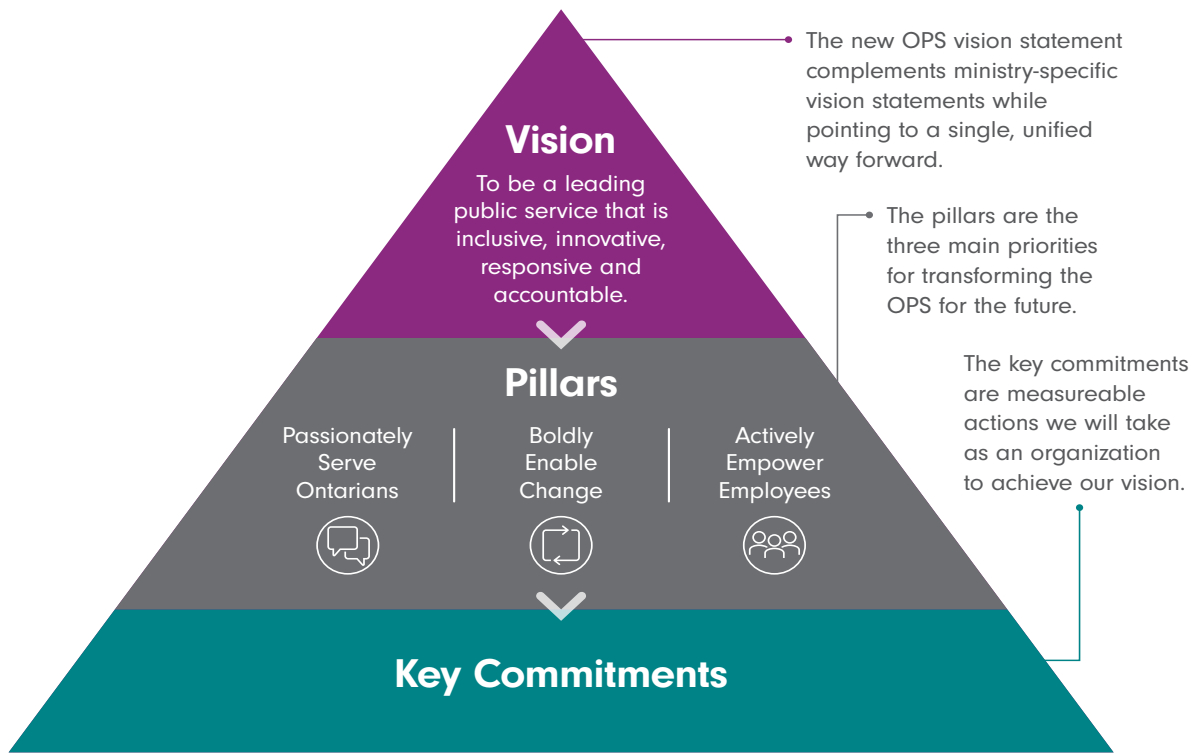 Vision
To be a leading
public service that is
inclusive, innovative,
responsive and
accountable.
The new OPS vision statement
complements ministry-specific
vision statements while
pointing to a single, unified
way forward.
Pillars
Passionately
Serve
Ontarians
Boldly
Enable
Change
Actively
Empower
Employees
The pillars are the
three main priorities
for transforming the
OPS for the future.
Key Commitments
The key commitments
are measureable
actions we will take
as an organization
to achieve our vision.